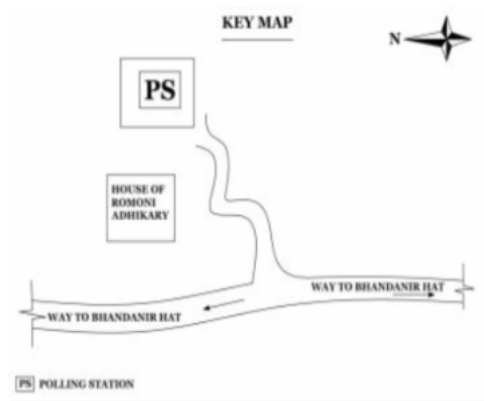 KEY MAP
N
PS
HOUSE OF
ROMONI
ADHIKARY
WAY TO BHANDANIR HAT
WAY TO BHANDANIR HAT
PS POLLING STATION